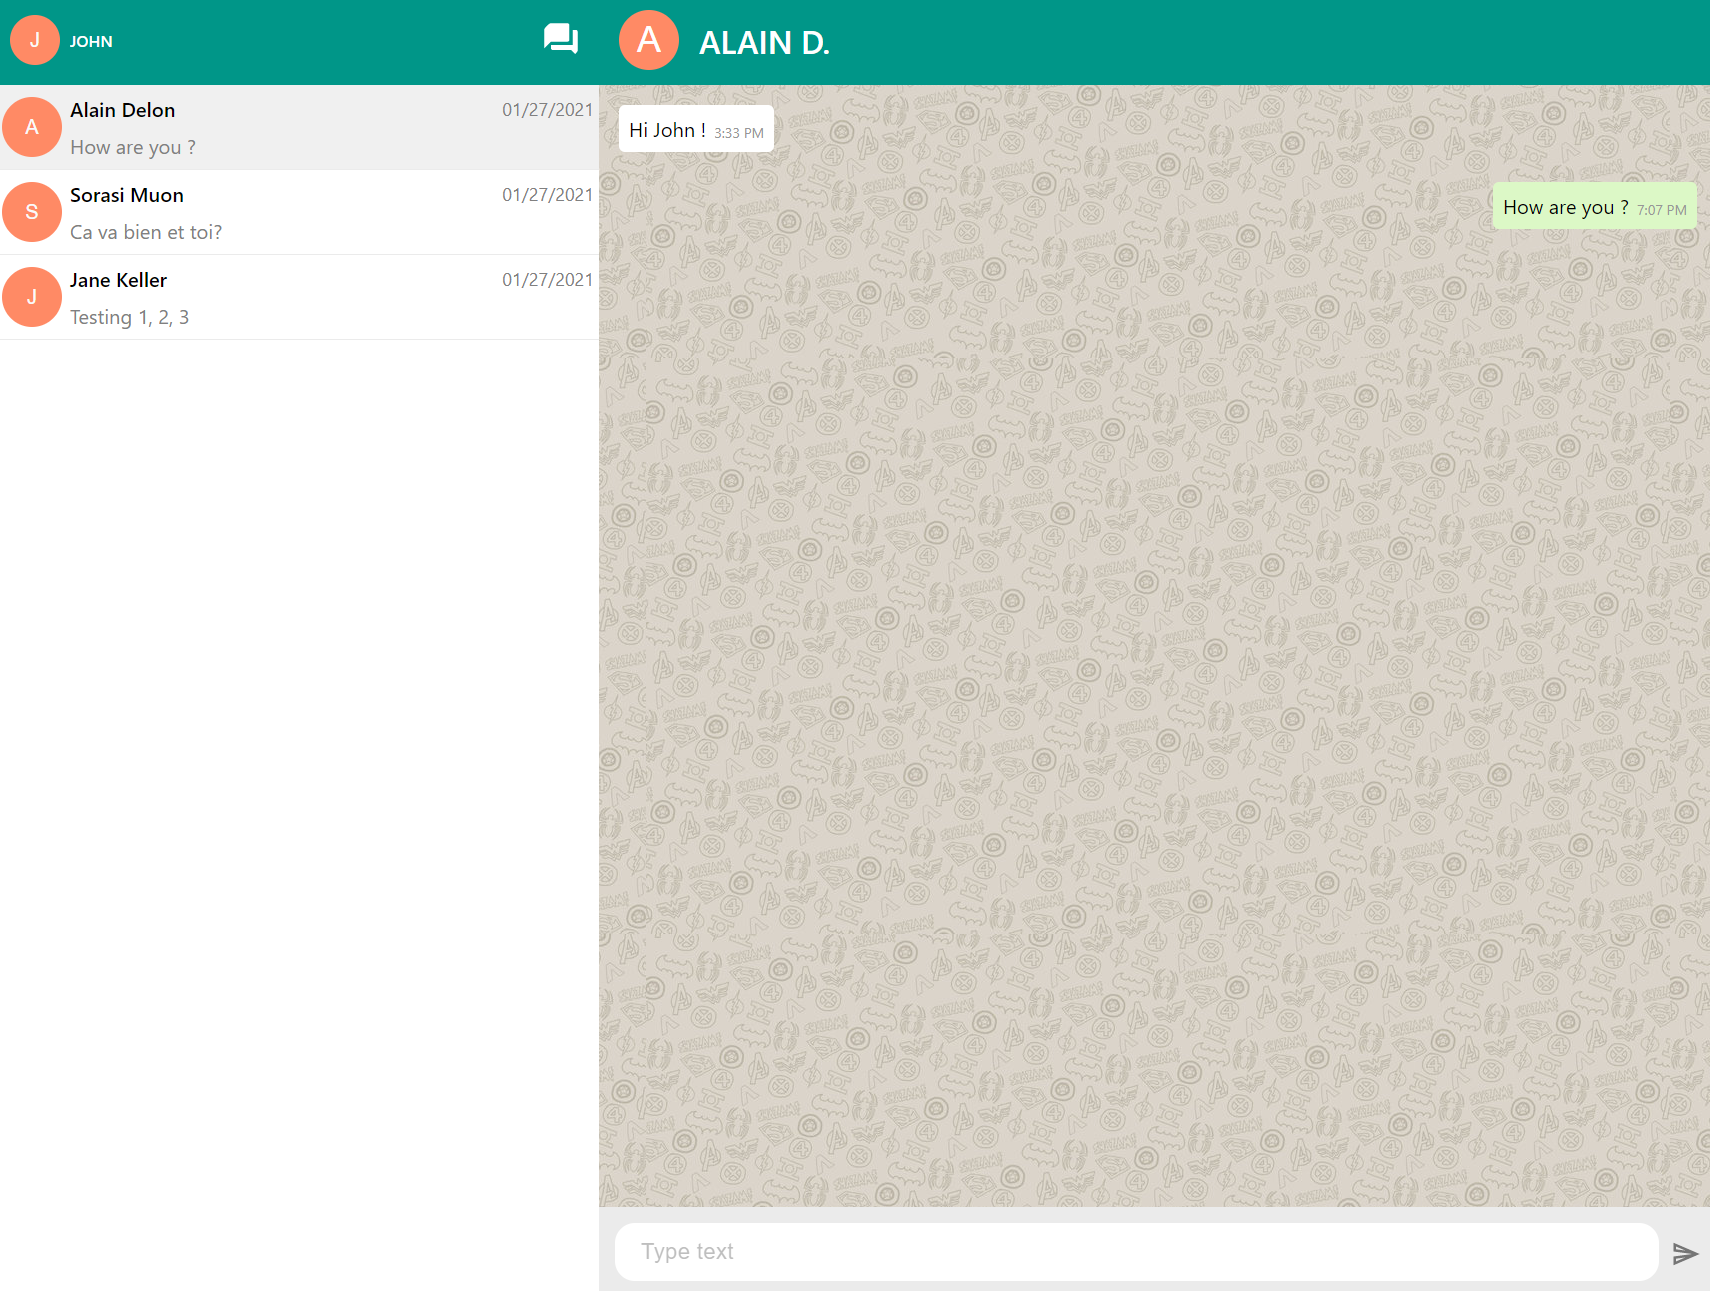 J
JOHN
A
Alain Delon
01/27/2021
How are you ?
S
Sorasi Muon
01/27/2021
Ca va bien et toi?
J
Jane Keller
01/27/2021
Testing 1, 2, 3
A
ALAIN D.
Hi John ! 3:33 PM
How are you ? 7:07 PM
Type text